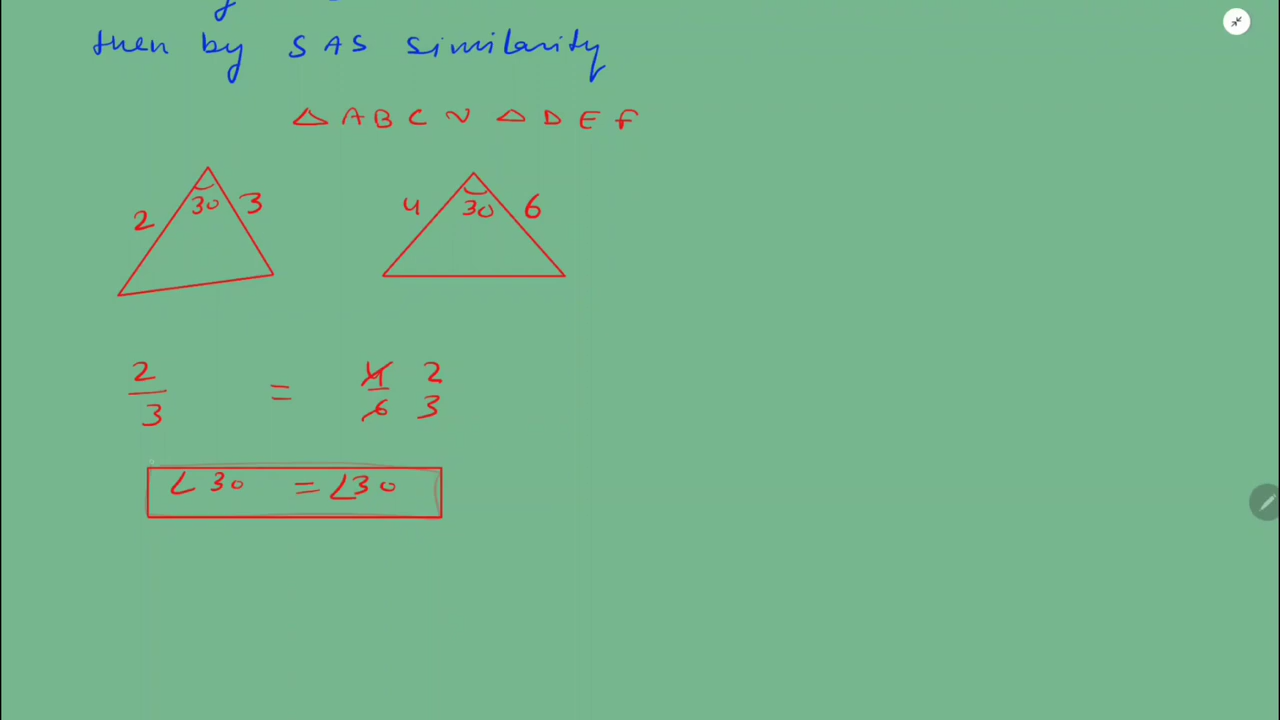 then by SAS similarity
△ABC ~ △DEF
2 30 3
4 30 6
2/3 = 4/6 2/3
∠30 = ∠30